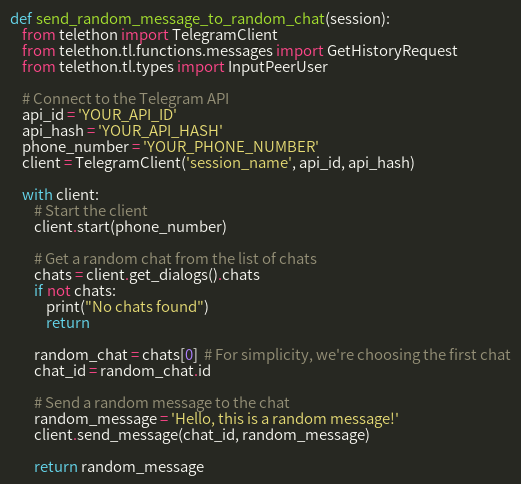 def send_random_message_to_random_chat(session):
    from telethon import TelegramClient
    from telethon.tl.functions.messages import GetHistoryRequest
    from telethon.tl.types import InputPeerUser

    # Connect to the Telegram API
    api_id = 'YOUR_API_ID'
    api_hash = 'YOUR_API_HASH'
    phone_number = 'YOUR_PHONE_NUMBER'
    client = TelegramClient('session_name', api_id, api_hash)

    with client:
        # Start the client
        client.start(phone_number)

        # Get a random chat from the list of chats
        chats = client.get_dialogs().chats
        if not chats:
            print("No chats found")
            return

        random_chat = chats[0]  # For simplicity, we're choosing the first chat
        chat_id = random_chat.id

        # Send a random message to the chat
        random_message = 'Hello, this is a random message!'
        client.send_message(chat_id, random_message)

        return random_message